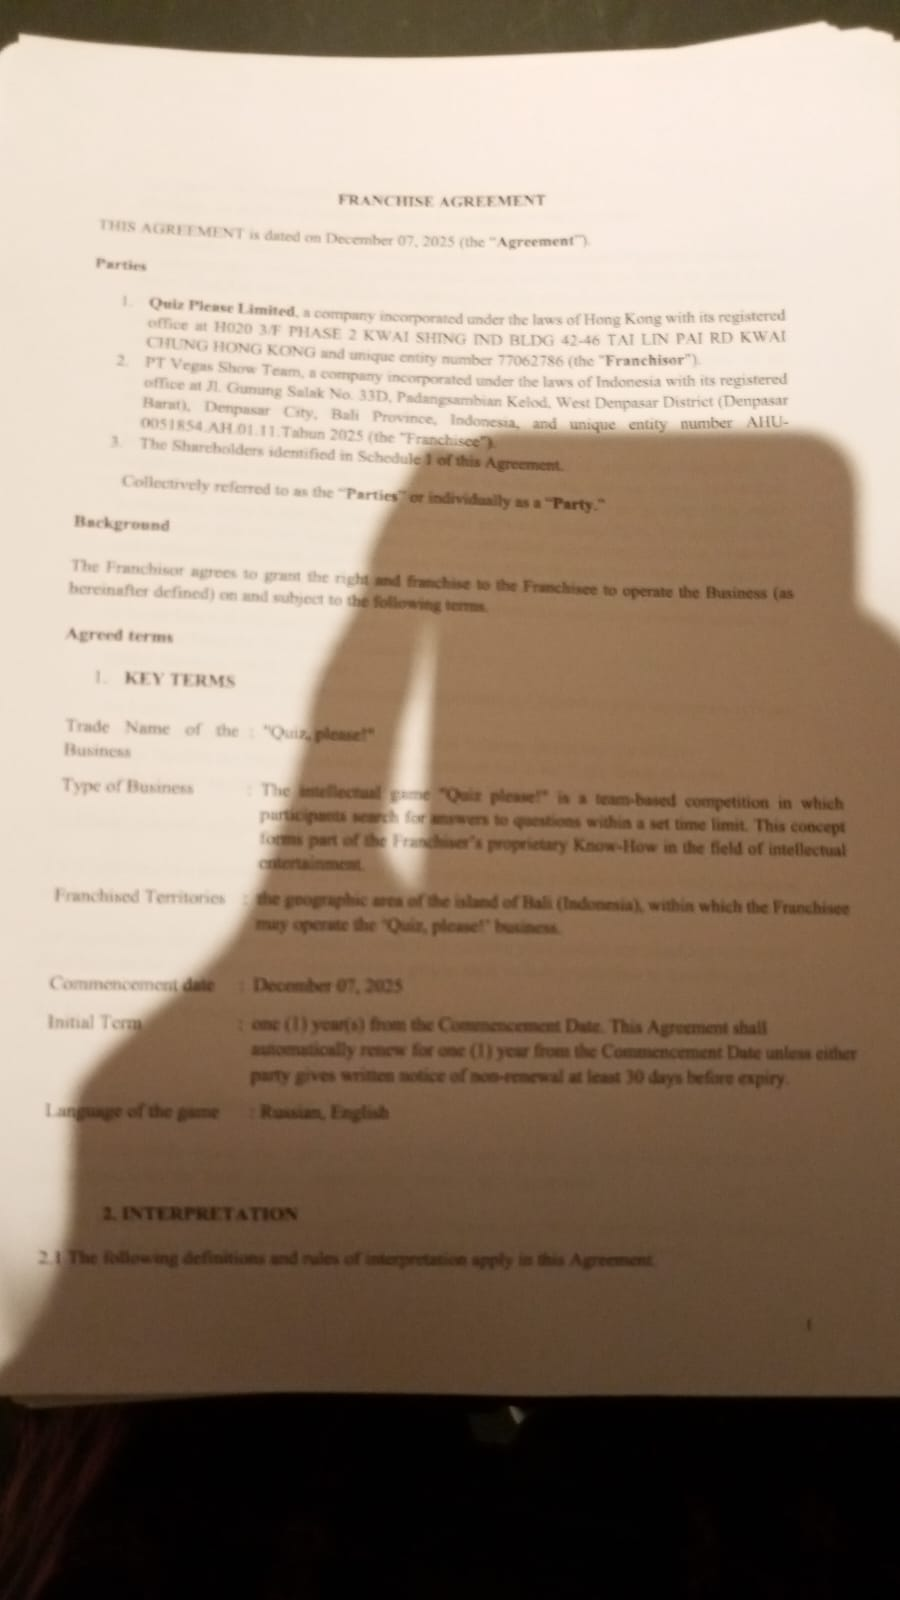 FRANCHISE AGREEMENT
THIS AGREEMENT is dated on December 07, 2025 (the "Agreement").
Parties
1. Quiz Please Limited, a company incorporated under the laws of Hong Kong with its registered
office at H020 3/F PHASE 2 KWAI SHING IND BLDG 42-46 TAI LIN PAI RD KWAI
CHUNG HONG KONG and unique entity number 77062786 (the "Franchisor").
2. PT Vegas Show Team, a company incorporated under the laws of Indonesia with its registered
office at Jl. Gunung Salak No. 33D, Padangsambian Kelod, West Denpasar District (Denpasar
Barat), Denpasar City, Bali Province, Indonesia, and unique entity number AHU-
0051854.AH.01.11.Tahun 2025 (the "Franchisee").
3. The Shareholders identified in Schedule 1 of this Agreement.
Collectively referred to as the "Parties" or individually as a "Party."
Background
The Franchisor agrees to grant the right and franchise to the Franchisee to operate the Business (as
hereinafter defined) on and subject to the following terms.
Agreed terms
1. KEY TERMS
Trade Name of the : "Quiz, please!"
Business
Type of Business : The intellectual game "Quiz please!" is a team-based competition in which
participants search for answers to questions within a set time limit. This concept
forms part of the Franchiser's proprietary Know-How in the field of intellectual
entertainment.
Franchised Territories : the geographic area of the island of Bali (Indonesia), within which the Franchisee
may operate the "Quiz, please!" business.
Commencement date : December 07, 2025
Initial Term : one (1) year(s) from the Commencement Date. This Agreement shall
automatically renew for one (1) year from the Commencement Date unless either
party gives written notice of non-renewal at least 30 days before expiry.
Language of the game : Russian, English
2. INTERPRETATION
2.1 The following definitions and rules of interpretation apply in this Agreement.
1